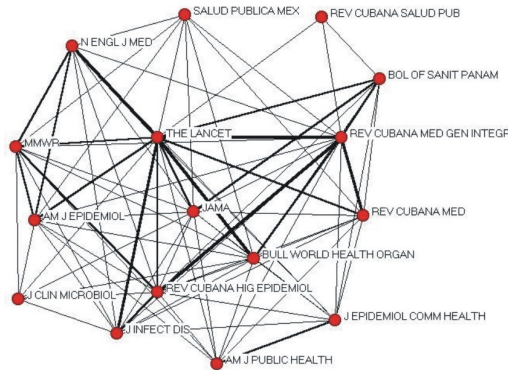 SALUD PUBLICA MEX
REV CUBANA SALUD PUB
N ENGL J MED
BOL OF SANIT PANAM
THE LANCET
REV CUBANA MED GEN INTEGR
MMWR
JAMA
REV CUBANA MED
AM J EPIDEMIOL
BULL WORLD HEALTH ORGAN
REV CUBANA HIG EPIDEMIOL
J CLIN MICROBIOL
J EPIDEMIOL COMM HEALTH
J INFECT DIS
AM J PUBLIC HEALTH